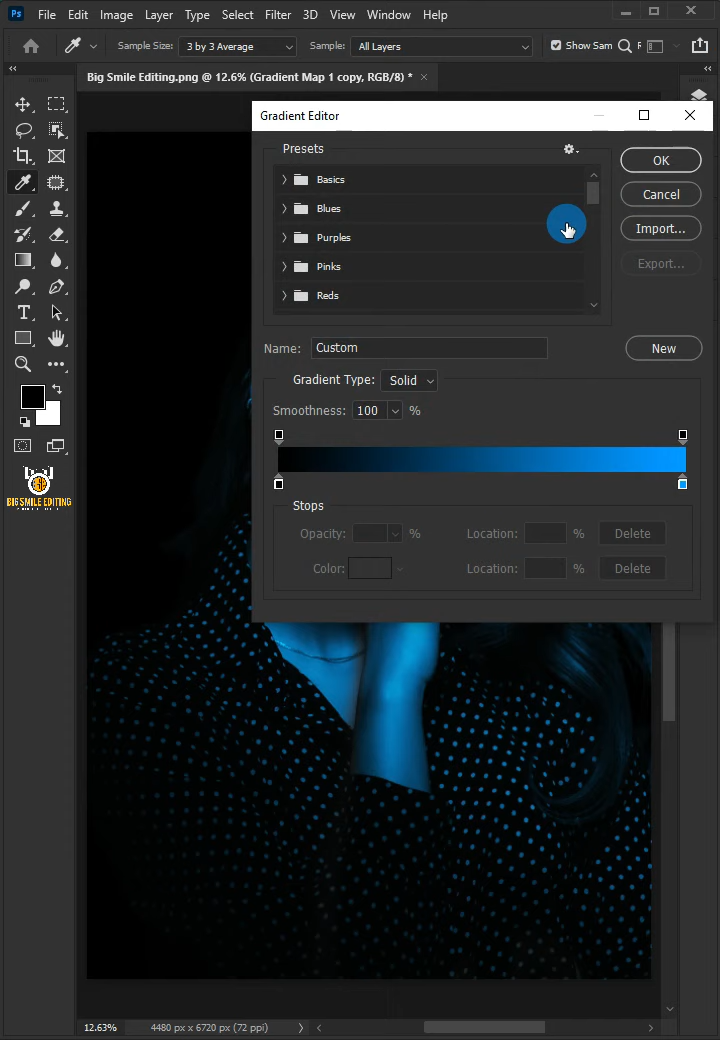 Ps File Edit Image Layer Type Select Filter 3D View Window Help
Sample Size: 3 by 3 Average Sample: All Layers Show Sam
Big Smile Editing.png @ 12.6% (Gradient Map 1 copy, RGB/8) *
Gradient Editor
Presets
Basics
Blues
Purples
Pinks
Reds
OK
Cancel
Import...
Export...
Name: Custom
New
Gradient Type: Solid
Smoothness: 100 %
Stops
Opacity: % Location: % Delete
Color: Location: % Delete
BIG SMILE EDITING
12.63% 4480 px x 6720 px (72 ppi)